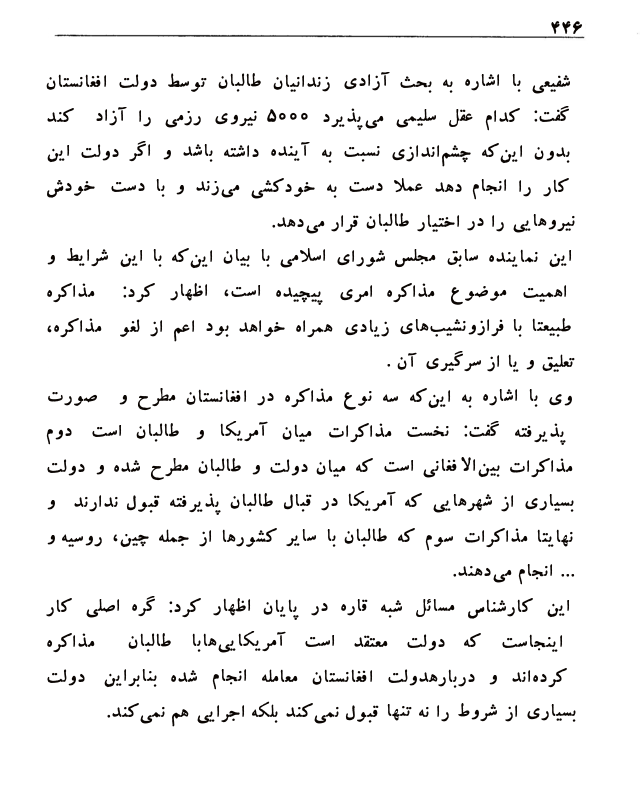 ۴۴۶
شفیعی با اشاره به بحث آزادی زندانیان طالبان توسط دولت افغانستان
گفت: کدام عقل سلیمی می‌پذیرد ۵۰۰۰ نیروی رزمی را آزاد کند
بدون این‌که چشم‌اندازی نسبت به آینده داشته باشد و اگر دولت این
کار را انجام دهد عملا دست به خودکشی می‌زند و با دست خودش
نیروهایی را در اختیار طالبان قرار می‌دهد.
این نماینده سابق مجلس شورای اسلامی با بیان این‌که با این شرایط و
اهمیت موضوع مذاکره امری پیچیده است، اظهار کرد: مذاکره
طبیعتا با فرازونشیب‌های زیادی همراه خواهد بود اعم از لغو مذاکره،
تعلیق و یا از سرگیری آن .
وی با اشاره به این‌که سه نوع مذاکره در افغانستان مطرح و صورت
پذیرفته گفت: نخست مذاکرات میان آمریکا و طالبان است دوم
مذاکرات بین‌الافغانی است که میان دولت و طالبان مطرح شده و دولت
بسیاری از شهرهایی که آمریکا در قبال طالبان پذیرفته قبول ندارند و
نهایتا مذاکرات سوم که طالبان با سایر کشورها از جمله چین، روسیه و
... انجام می‌دهند.
این کارشناس مسائل شبه قاره در پایان اظهار کرد: گره اصلی کار
اینجاست که دولت معتقد است آمریکایی‌هابا طالبان مذاکره
کرده‌اند و دربارهدولت افغانستان معامله انجام شده بنابراین دولت
بسیاری از شروط را نه تنها قبول نمی‌کند بلکه اجرایی هم نمی‌کند.